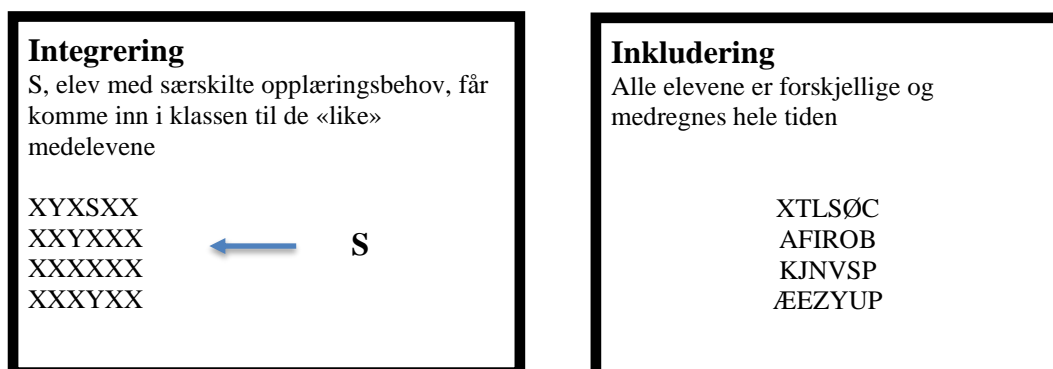 Integrering
S, elev med særskilte opplæringsbehov, får
komme inn i klassen til de «like»
medelevene
XYXSXX
XXYXXX
XXXXXX
XXXYXX
S
Inkludering
Alle elevene er forskjellige og
medregnes hele tiden
XTLSØC
AFIROB
KJNVSP
ÆEZYUP